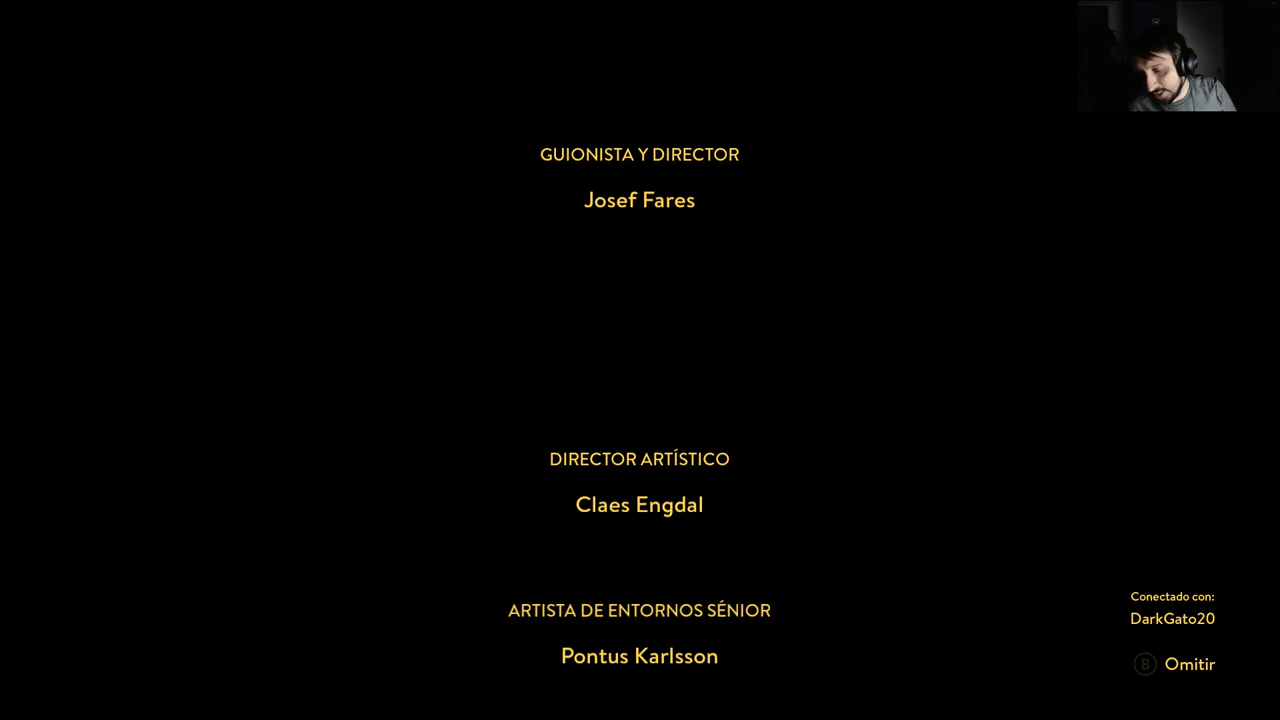 GUIONISTA Y DIRECTOR
Josef Fares
DIRECTOR ARTÍSTICO
Claes Engdal
ARTISTA DE ENTORNOS SÉNIOR
Pontus Karlsson
Conectado con:
DarkGato20
B Omitir